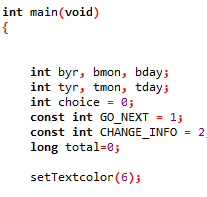 int main(void)
{
int byr, bmon, bday;
int tyr, tmon, tday;
int choice = 0;
const int GO_NEXT = 1;
const int CHANGE_INFO = 2
long total=0;
setTextcolor(6);